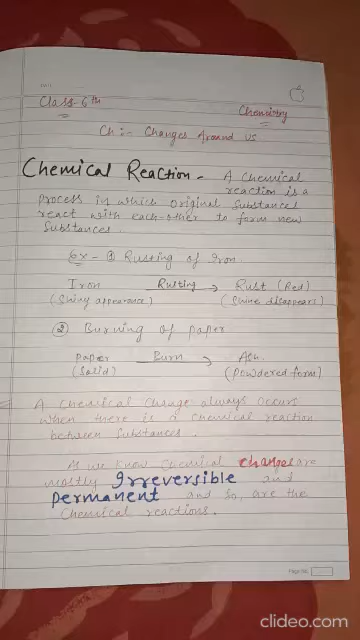 Class 6th
Chemistry
Ch:- Changes Around us
Chemical Reaction - A Chemical
reaction is a
process in which original substances
react with each-other to form new
substances.
Ex - ① Rusting of Iron
Iron Rusting → Rust (Red)
(Shiny appearance) (Shine disappears)
② Burning of paper
Paper Burn → Ash.
(Solid) (Powdered form)
A Chemical Change always occurs
when there is a chemical reaction
between substances.
As we know Chemical changes are
mostly Irreversible and
Permanent and so, are the
Chemical reactions.
Page No.
clideo.com